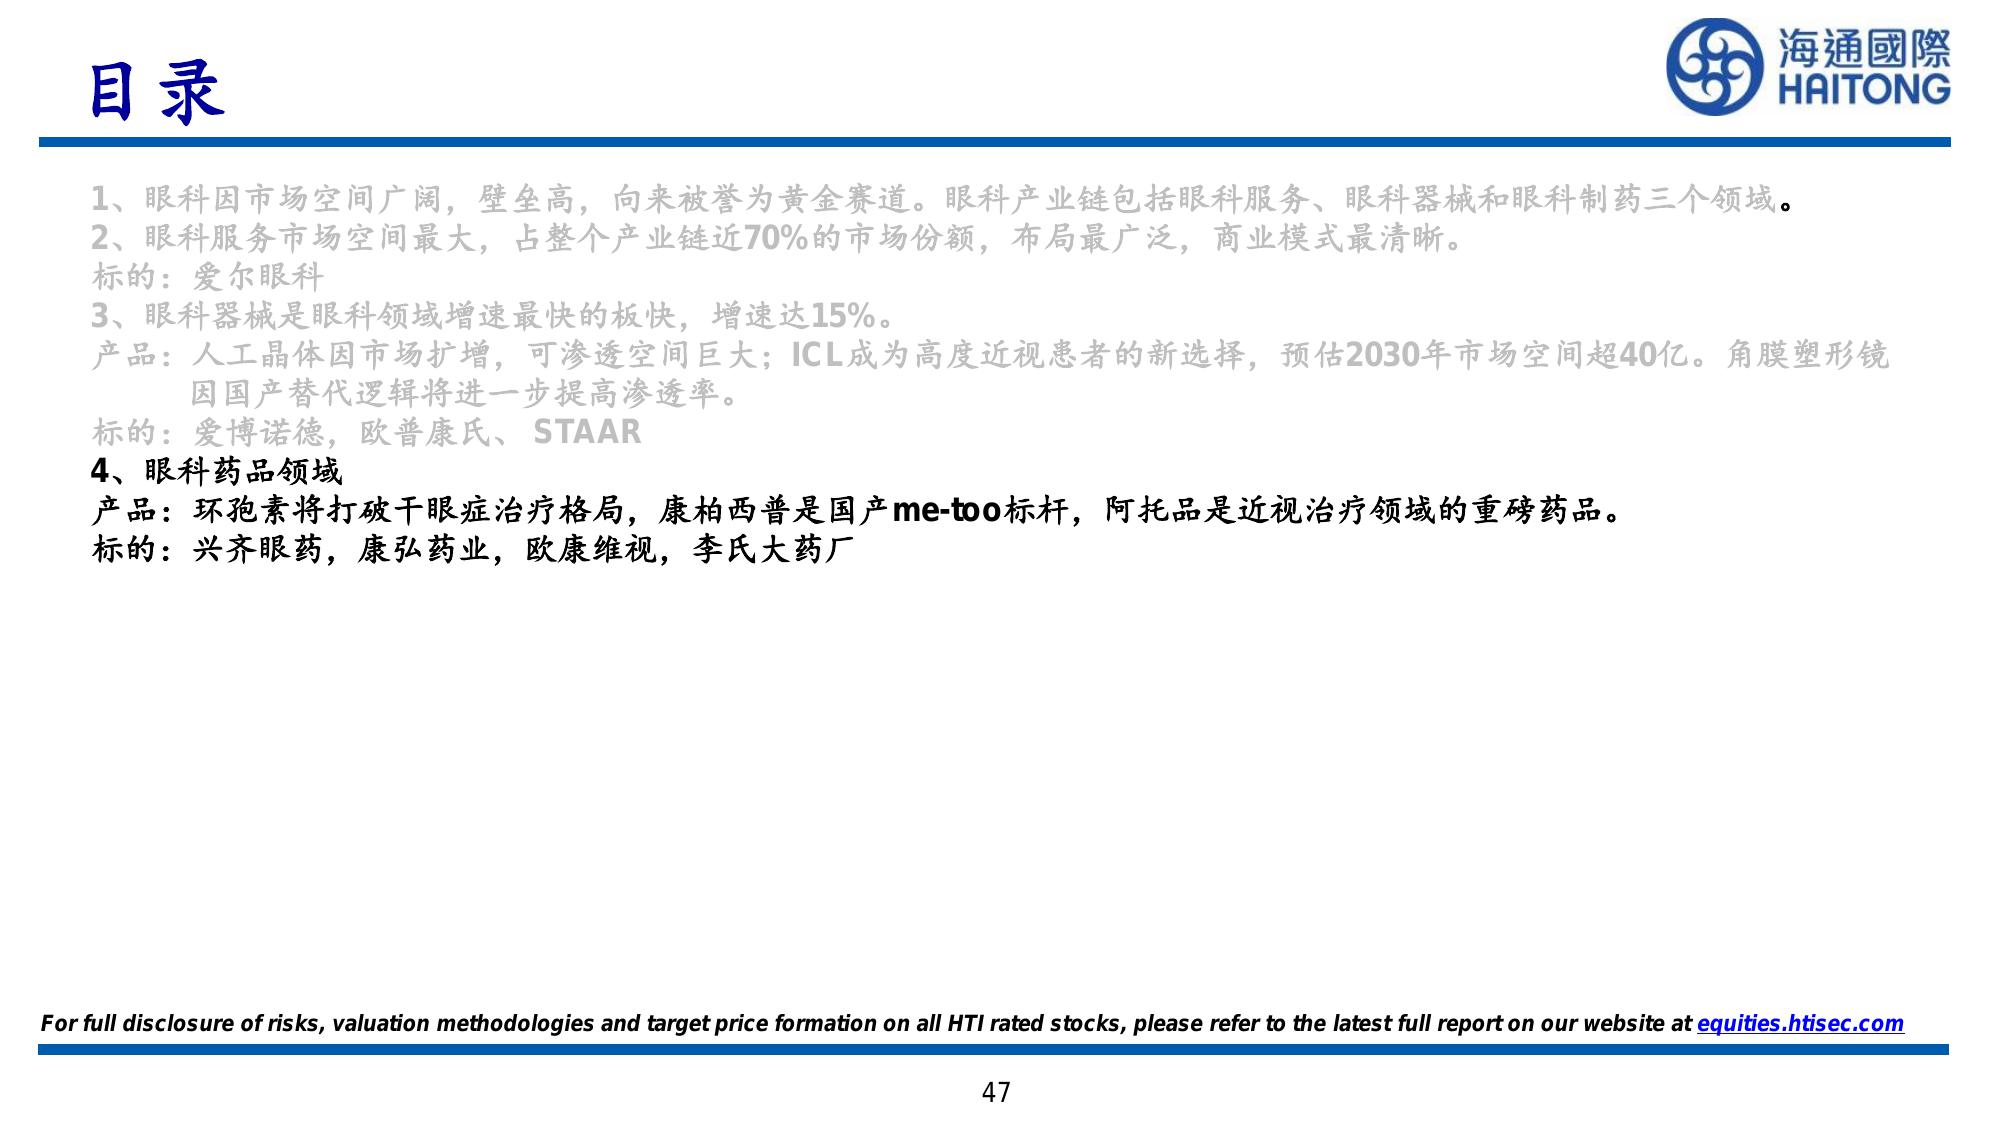 目录
海通國際
HAITONG
1、眼科因市场空间广阔，壁垒高，向来被誉为黄金赛道。眼科产业链包括眼科服务、眼科器械和眼科制药三个领域。
2、眼科服务市场空间最大，占整个产业链近70%的市场份额，布局最广泛，商业模式最清晰。
标的：爱尔眼科
3、眼科器械是眼科领域增速最快的板快，增速达15%。
产品：人工晶体因市场扩增，可渗透空间巨大；ICL成为高度近视患者的新选择，预估2030年市场空间超40亿。角膜塑形镜
因国产替代逻辑将进一步提高渗透率。
标的：爱博诺德，欧普康氏、STAAR
4、眼科药品领域
产品：环孢素将打破干眼症治疗格局，康柏西普是国产me-too标杆，阿托品是近视治疗领域的重磅药品。
标的：兴齐眼药，康弘药业，欧康维视，李氏大药厂
For full disclosure of risks, valuation methodologies and target price formation on all HTI rated stocks, please refer to the latest full report on our website at equities.htisec.com
47